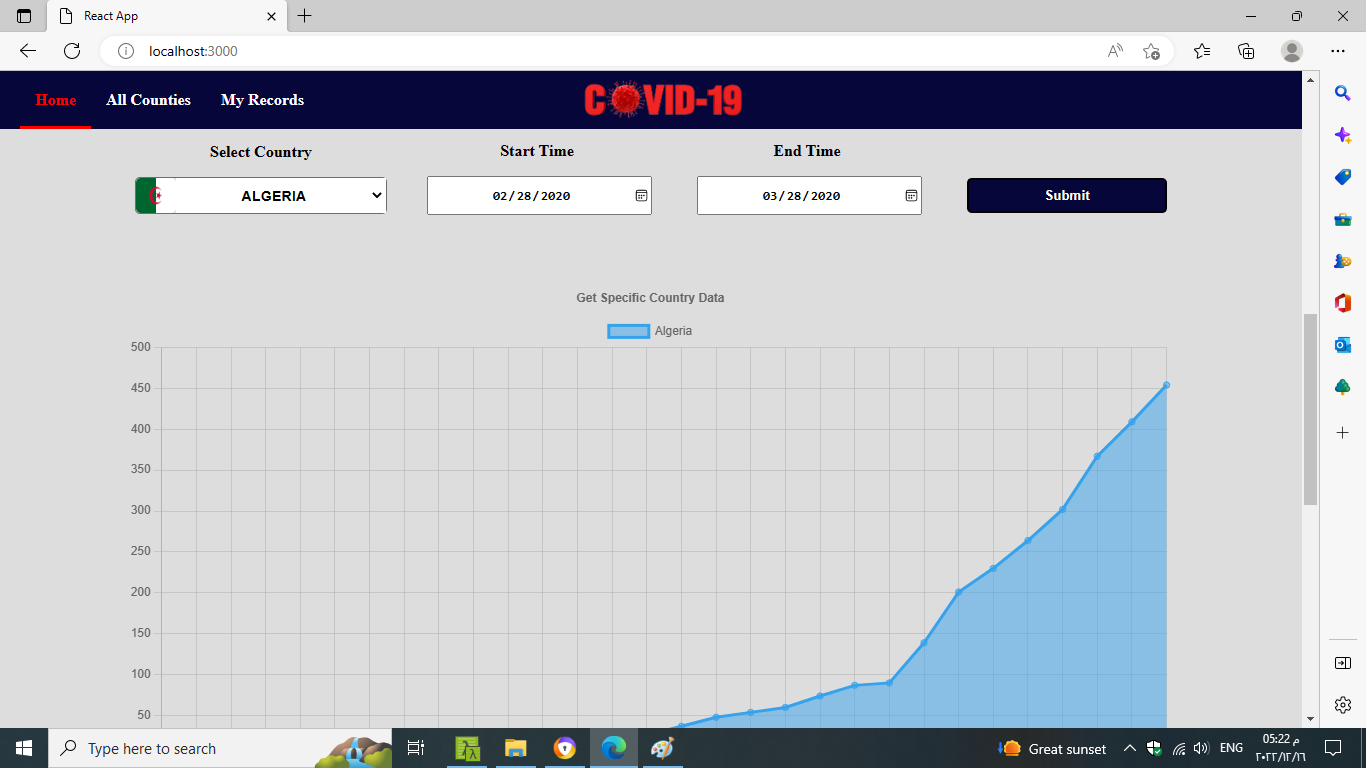 React App
localhost:3000
Home
All Counties
My Records
COVID-19
Select Country
Start Time
End Time
ALGERIA
02/28/2020
03/28/2020
Submit
Get Specific Country Data
Algeria
500
450
400
350
300
250
200
150
100
50
Type here to search
Great sunset
ENG
05:22 م
٢٠٢٢/١٢/١٦